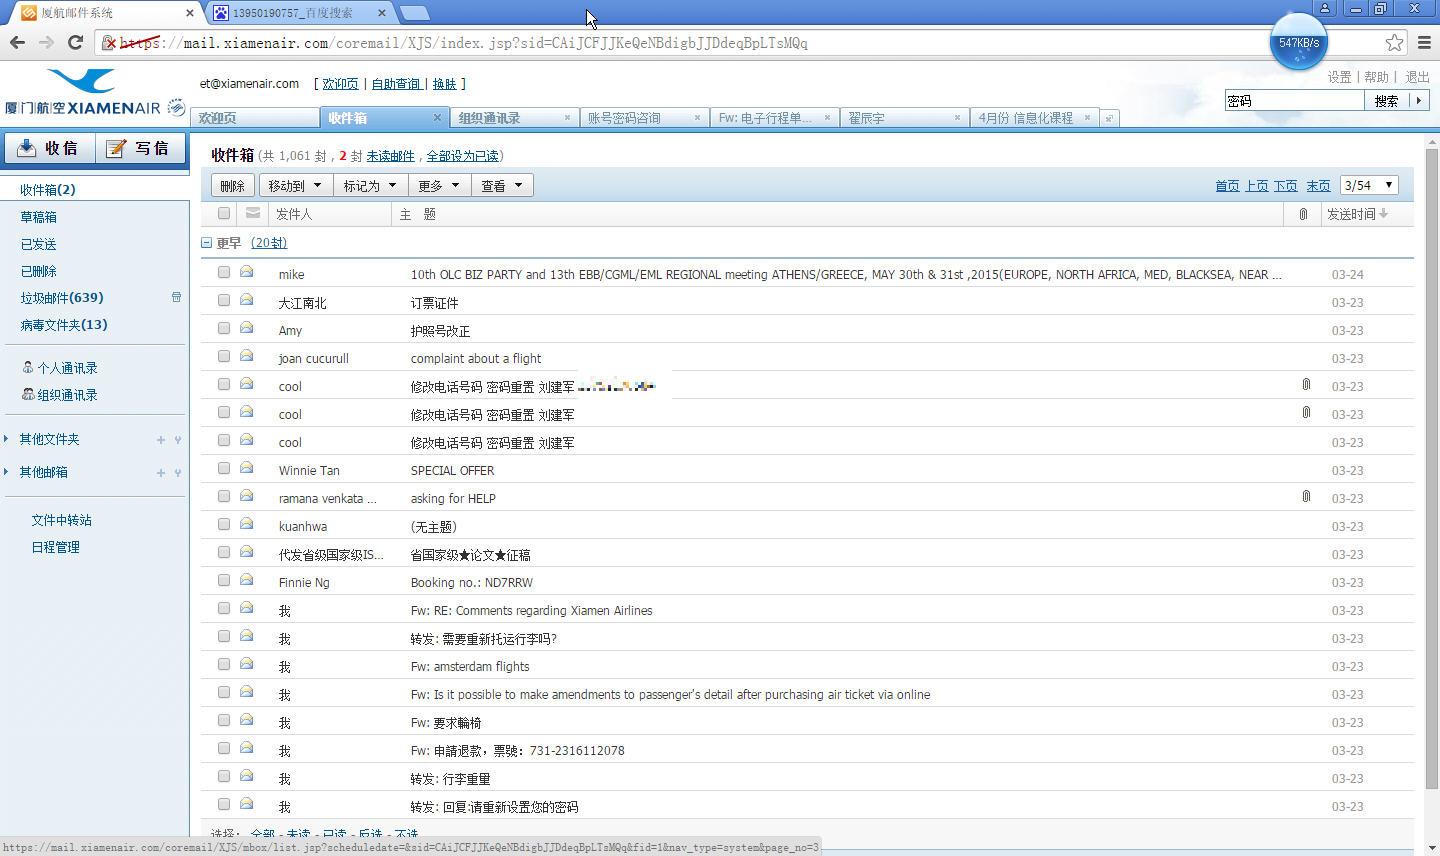 厦航邮件系统
13950190757_百度搜索
https://mail.xiamenair.com/coremail/XJS/index.jsp?sid=CAiJCFJJKeQeNBdigbJJDdeqBpLTsMQq
547KB/s
厦门航空 XIAMENAIR
et@xiamenair.com [ 欢迎页 | 自助查询 | 换肤 ]
设置 | 帮助 | 退出
密码 搜索
欢迎页 收件箱 组织通讯录 账号密码咨询 Fw: 电子行程单... 翟辰宇 4月份 信息化课程
收信 写信
收件箱(2)
草稿箱
已发送
已删除
垃圾邮件(639)
病毒文件夹(13)
个人通讯录
组织通讯录
其他文件夹
其他邮箱
文件中转站
日程管理
收件箱 (共 1,061 封 , 2 封 未读邮件 , 全部设为已读)
删除 移动到 标记为 更多 查看 首页 上页 下页 末页 3/54
发件人 主 题 发送时间
更早 (20封)
mike 10th OLC BIZ PARTY and 13th EBB/CGML/EML REGIONAL meeting ATHENS/GREECE, MAY 30th & 31st ,2015(EUROPE, NORTH AFRICA, MED, BLACKSEA, NEAR ... 03-24
大江南北 订票证件 03-23
Amy 护照号改正 03-23
joan cucurull complaint about a flight 03-23
cool 修改电话号码 密码重置 刘建军 03-23
cool 修改电话号码 密码重置 刘建军 03-23
cool 修改电话号码 密码重置 刘建军 03-23
Winnie Tan SPECIAL OFFER 03-23
ramana venkata ... asking for HELP 03-23
kuanhwa (无主题) 03-23
代发省级国家级IS... 省国家级★论文★征稿 03-23
Finnie Ng Booking no.: ND7RRW 03-23
我 Fw: RE: Comments regarding Xiamen Airlines 03-23
我 转发: 需要重新托运行李吗? 03-23
我 Fw: amsterdam flights 03-23
我 Fw: Is it possible to make amendments to passenger's detail after purchasing air ticket via online 03-23
我 Fw: 要求輪椅 03-23
我 Fw: 申請退款，票號：731-2316112078 03-23
我 转发: 行李重量 03-23
我 转发: 回复:请重新设置您的密码 03-23
选择： 全部 - 未读 - 已读 - 反选 - 不选
https://mail.xiamenair.com/coremail/XJS/mbox/list.jsp?scheduledate=&sid=CAiJCFJJKeQeNBdigbJJDdeqBpLTsMQq&fid=1&nav_type=system&page_no=3